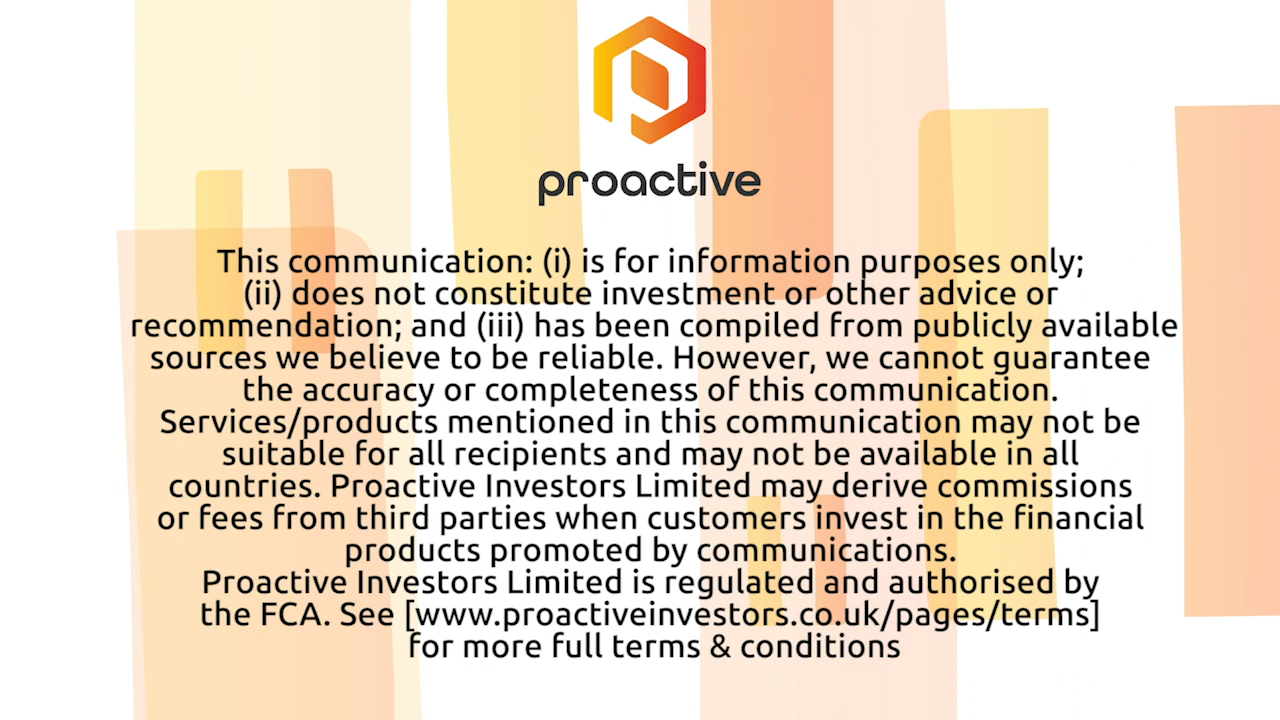 proactive
This communication: (i) is for information purposes only;
(ii) does not constitute investment or other advice or
recommendation; and (iii) has been compiled from publicly available
sources we believe to be reliable. However, we cannot guarantee
the accuracy or completeness of this communication.
Services/products mentioned in this communication may not be
suitable for all recipients and may not be available in all
countries. Proactive Investors Limited may derive commissions
or fees from third parties when customers invest in the financial
products promoted by communications.
Proactive Investors Limited is regulated and authorised by
the FCA. See [www.proactiveinvestors.co.uk/pages/terms]
for more full terms & conditions